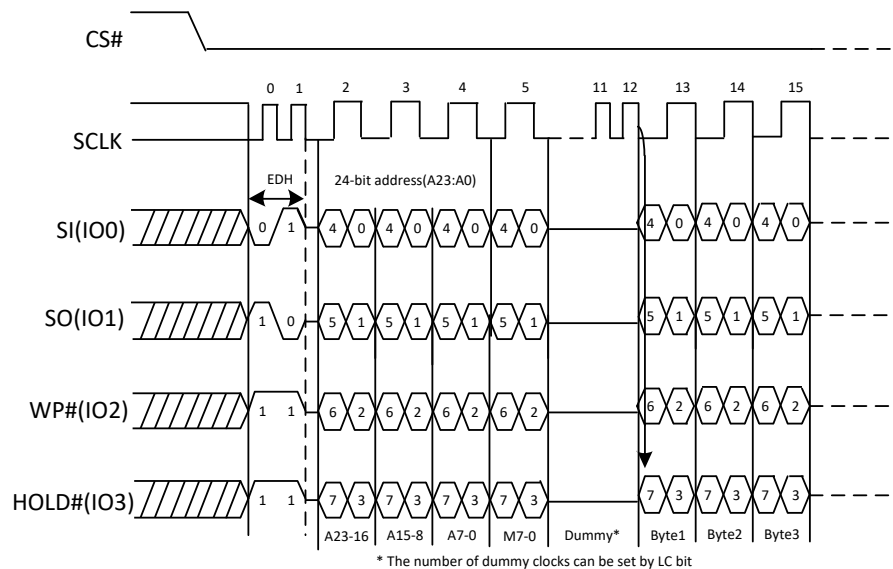 CS#
0 1 2 3 4 5 11 12 13 14 15
SCLK
EDH 24-bit address(A23:A0)
SI(IO0) 0 1 4 0 4 0 4 0 4 0 4 0 4 0 4 0
SO(IO1) 1 0 5 1 5 1 5 1 5 1 5 1 5 1 5 1
WP#(IO2) 1 1 6 2 6 2 6 2 6 2 6 2 6 2 6 2
HOLD#(IO3) 1 1 7 3 7 3 7 3 7 3 7 3 7 3 7 3
A23-16 A15-8 A7-0 M7-0 Dummy* Byte1 Byte2 Byte3
* The number of dummy clocks can be set by LC bit